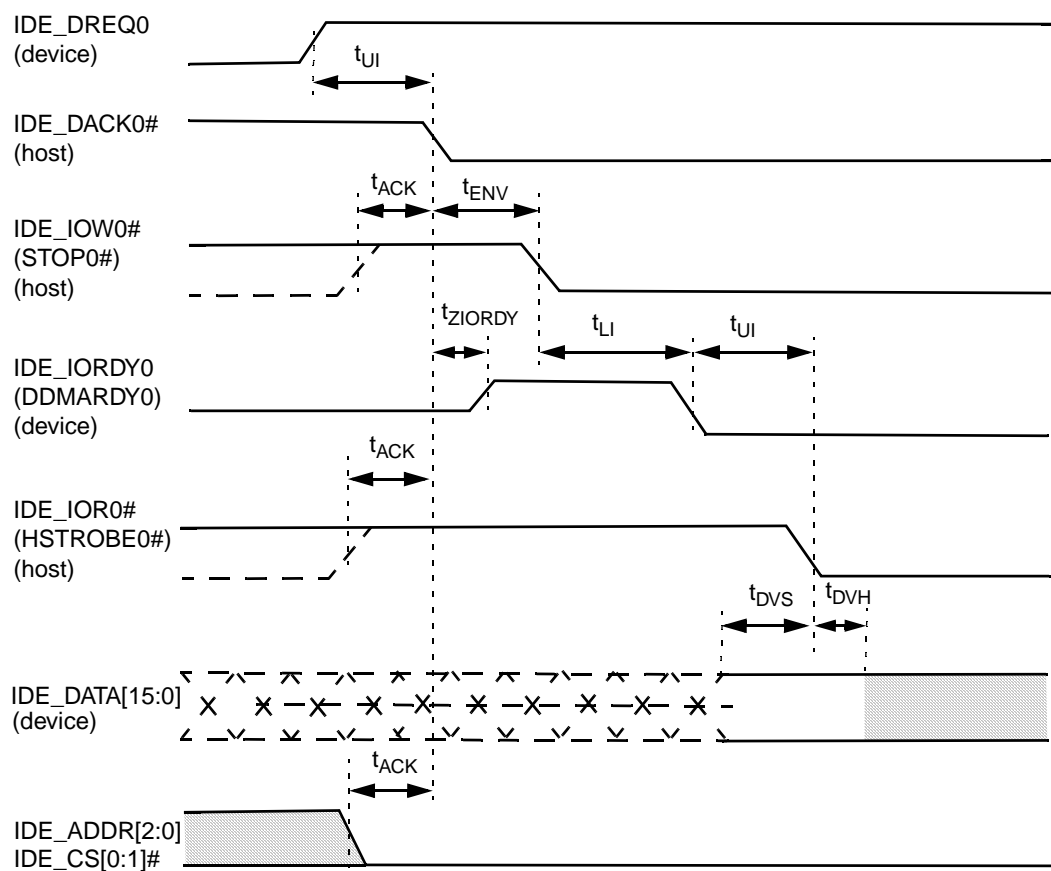 IDE_DREQ0
(device)
tUI
IDE_DACK0#
(host)
tACK
tENV
IDE_IOW0#
(STOP0#)
(host)
tZIORDY
tLI
tUI
IDE_IORDY0
(DDMARDY0)
(device)
tACK
IDE_IOR0#
(HSTROBE0#)
(host)
tDVS
tDVH
IDE_DATA[15:0]
(device)
tACK
IDE_ADDR[2:0]
IDE_CS[0:1]#